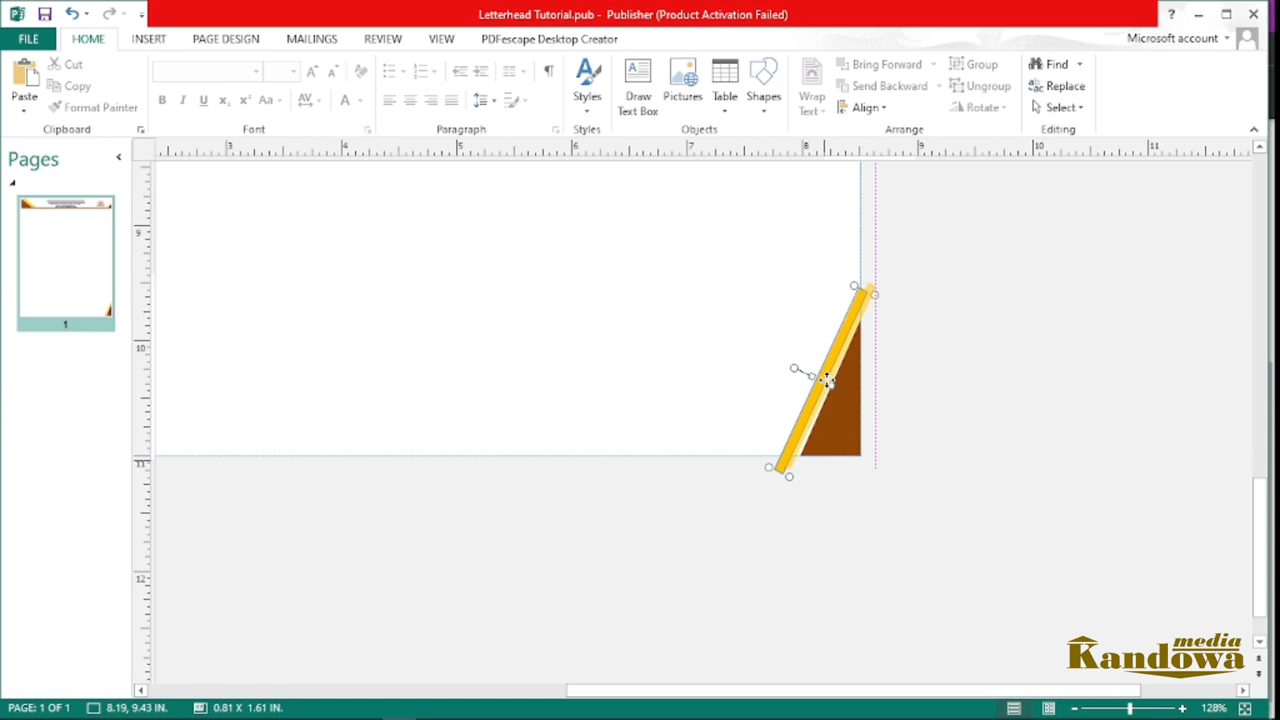 Letterhead Tutorial.pub - Publisher (Product Activation Failed)
FILE HOME INSERT PAGE DESIGN MAILINGS REVIEW VIEW PDFescape Desktop Creator Microsoft account
Paste
Cut
Copy
Format Painter
Clipboard
B I U x₂ x² Aa AV A
Font
Paragraph
Styles
Styles
Draw Text Box
Pictures
Table
Shapes
Objects
Wrap Text
Bring Forward
Send Backward
Align
Group
Ungroup
Rotate
Arrange
Find
Replace
Select
Editing
Pages
3 4 5 6 7 8 9 10 11
9
10
11
12
1
media
Kandowa
PAGE: 1 OF 1 8.19, 9.43 IN. 0.81 X 1.61 IN. 128%